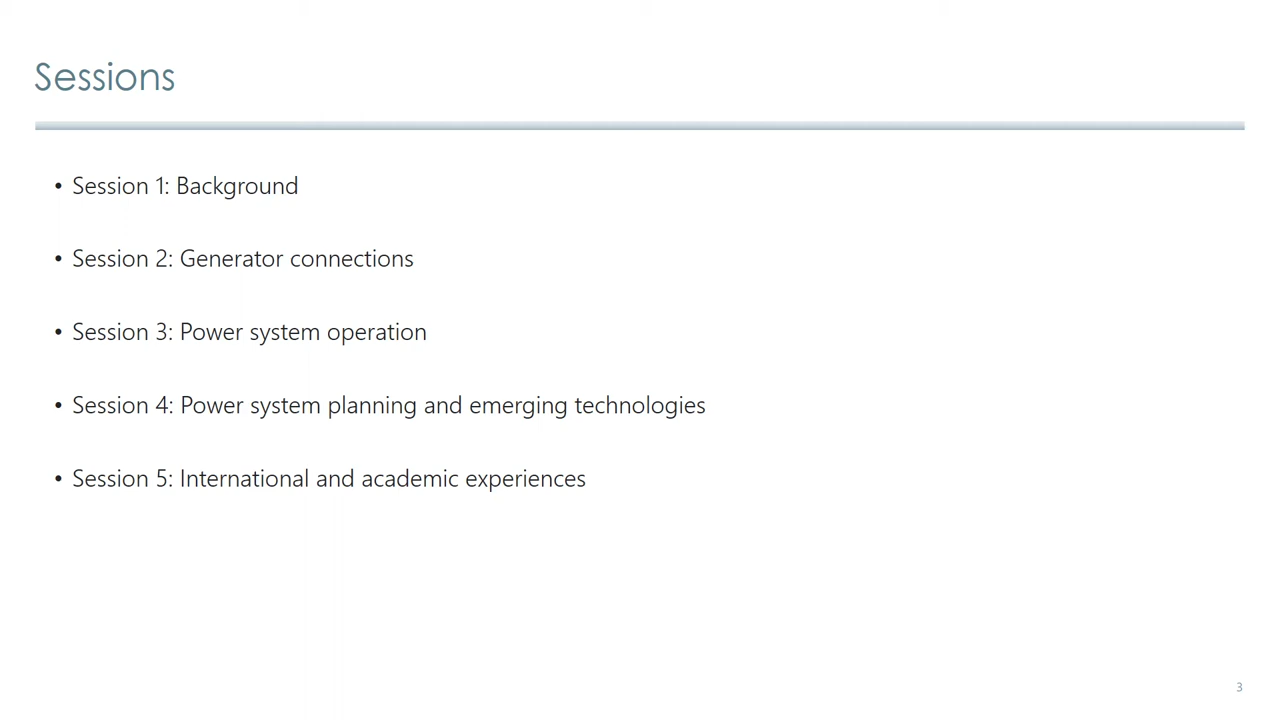 Sessions
• Session 1: Background
• Session 2: Generator connections
• Session 3: Power system operation
• Session 4: Power system planning and emerging technologies
• Session 5: International and academic experiences
3